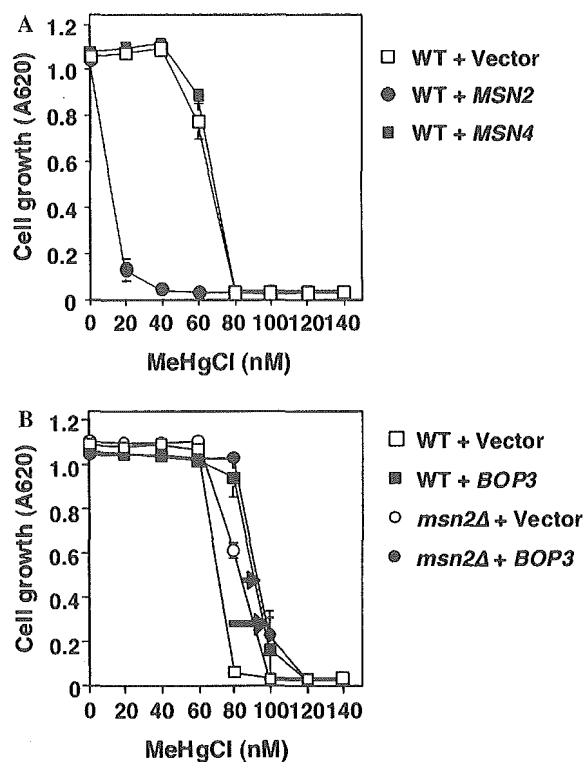 A
1.2
1.0
0.8
0.6
0.4
0.2
0
Cell growth (A620)
0 20 40 60 80 100120140
MeHgCl (nM)
WT + Vector
WT + MSN2
WT + MSN4
B
1.2
1.0
0.8
0.6
0.4
0.2
0
Cell growth (A620)
0 20 40 60 80 100120140
MeHgCl (nM)
WT + Vector
WT + BOP3
msn2Δ + Vector
msn2Δ + BOP3